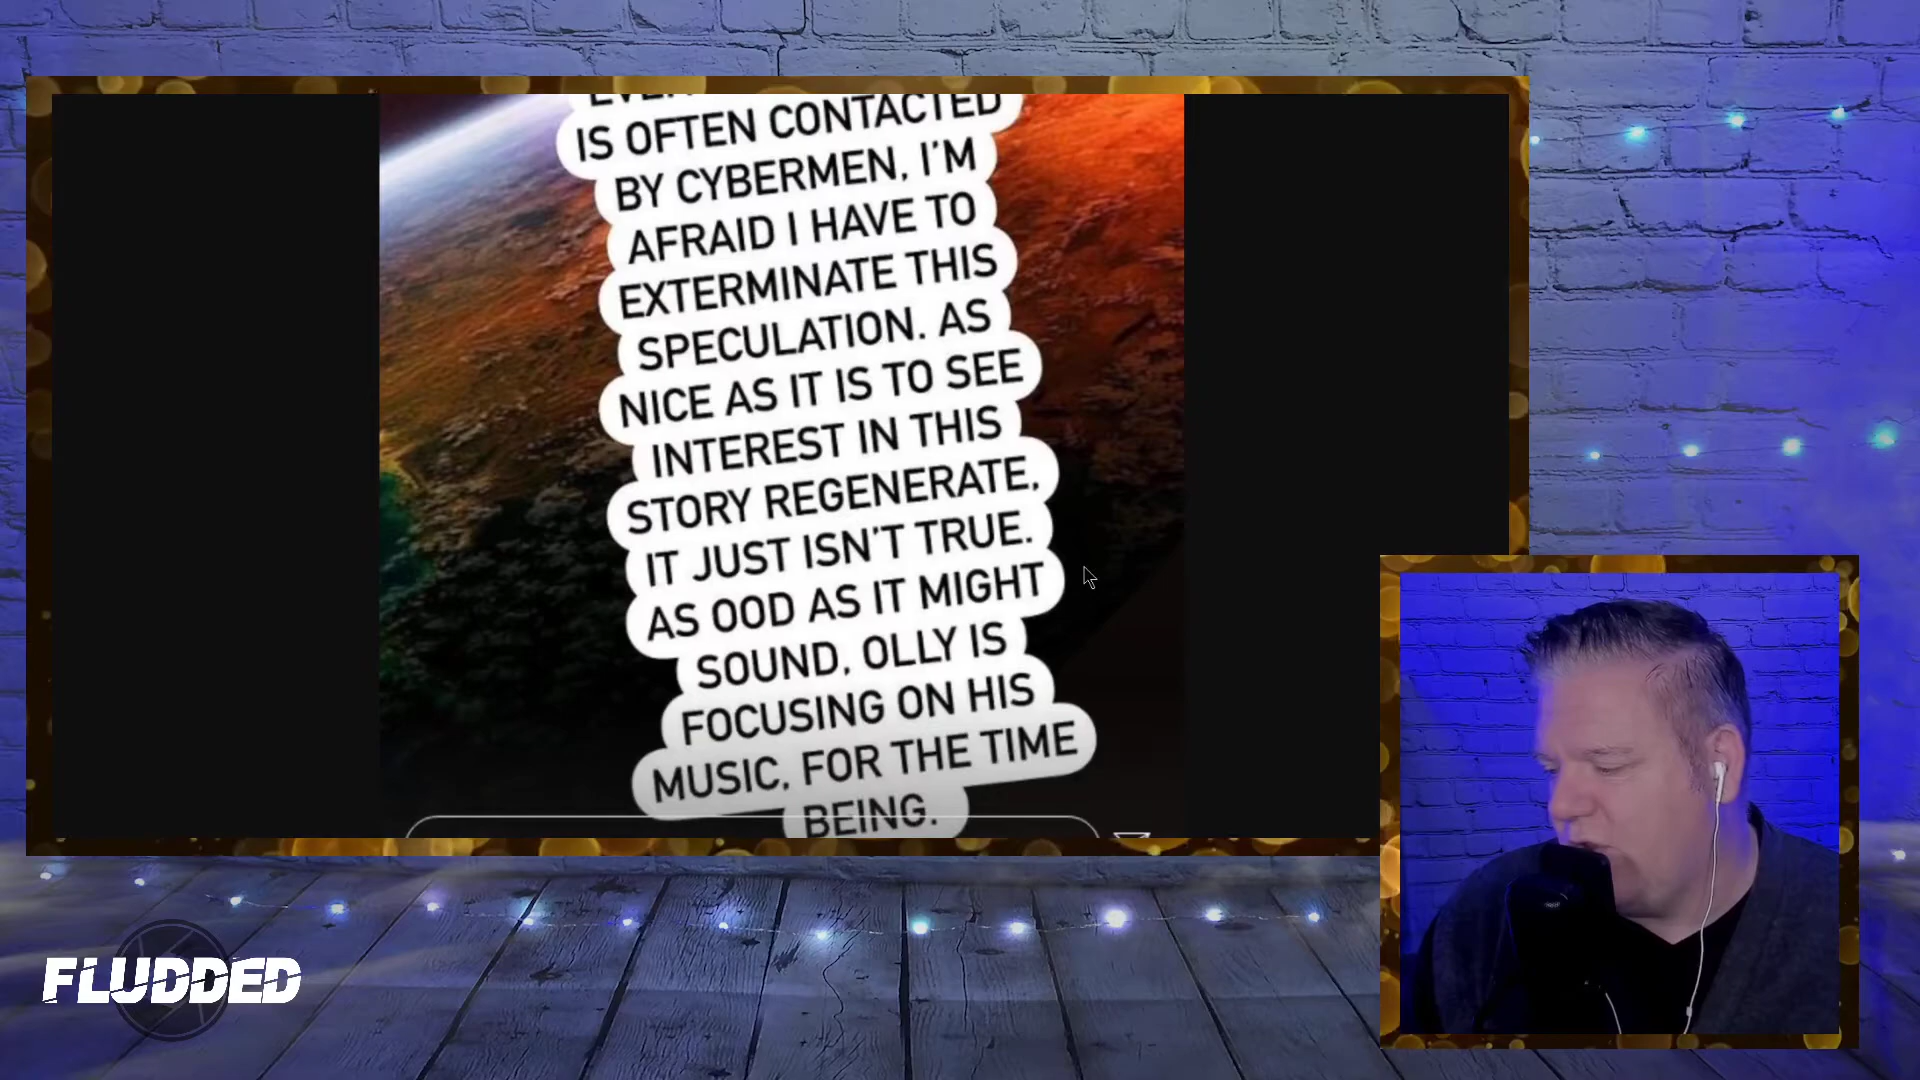 IS OFTEN CONTACTED
BY CYBERMEN, I'M
AFRAID I HAVE TO
EXTERMINATE THIS
SPECULATION. AS
NICE AS IT IS TO SEE
INTEREST IN THIS
STORY REGENERATE,
IT JUST ISN'T TRUE.
AS OOD AS IT MIGHT
SOUND, OLLY IS
FOCUSING ON HIS
MUSIC, FOR THE TIME
BEING.
FLUDDED